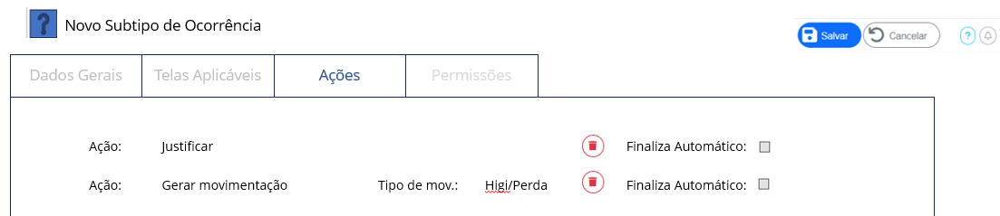 Novo Subtipo de Ocorrência
Salvar Cancelar ?
Dados Gerais Telas Aplicáveis Ações Permissões
Ação: Justificar Finaliza Automático:
Ação: Gerar movimentação Tipo de mov.: Higi/Perda Finaliza Automático: